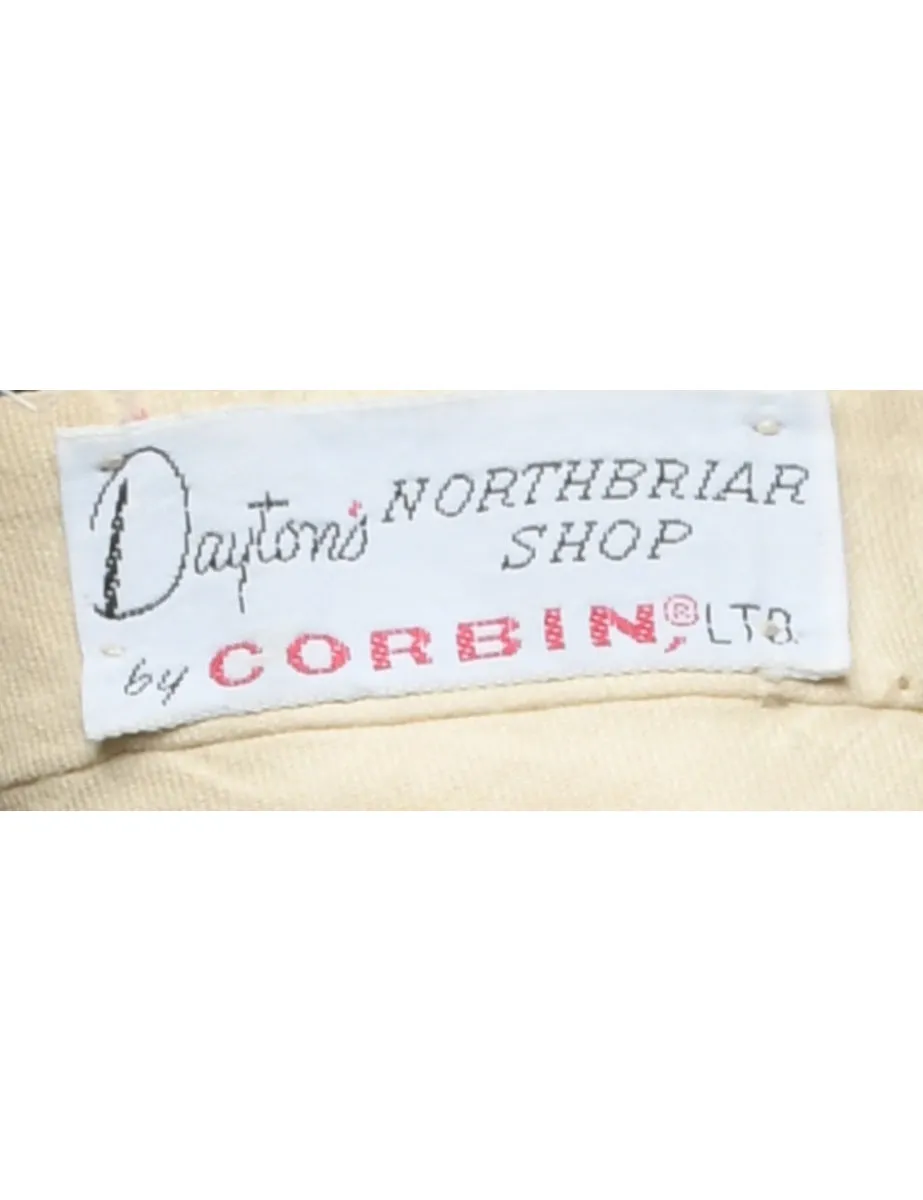 Dayton's NORTHBRIAR
SHOP
by CORBIN,® LTD.